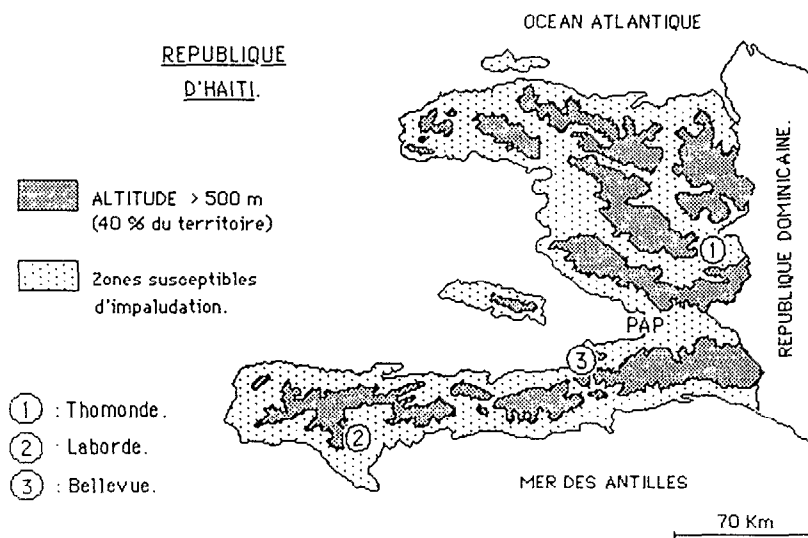 OCEAN ATLANTIQUE
REPUBLIQUE
D'HAITI.
REPUBLIQUE DOMINICAINE.
ALTITUDE > 500 m
(40 % du territoire)
Zones susceptibles
d'impaludation.
1
PAP
3
2
1 : Thomonde.
2 : Laborde.
3 : Bellevue.
MER DES ANTILLES
70 Km